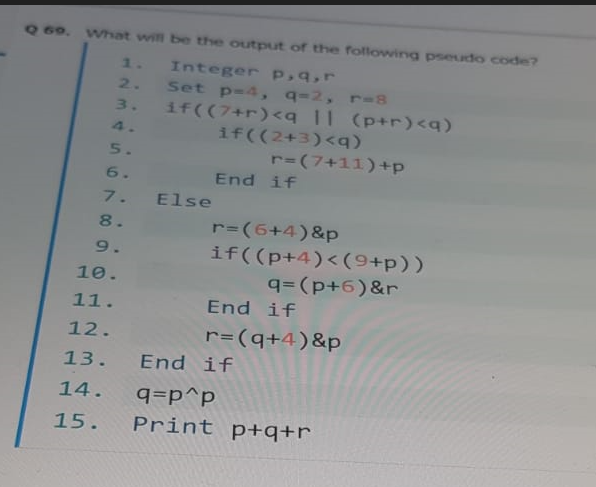 Q 69. What will be the output of the following pseudo code?
1. Integer p,q,r
2. Set p=4, q=2, r=8
3. if((7+r)<q || (p+r)<q)
4. if((2+3)<q)
5. r=(7+11)+p
6. End if
7. Else
8. r=(6+4)&p
9. if((p+4)<(9+p))
10. q=(p+6)&r
11. End if
12. r=(q+4)&p
13. End if
14. q=p^p
15. Print p+q+r